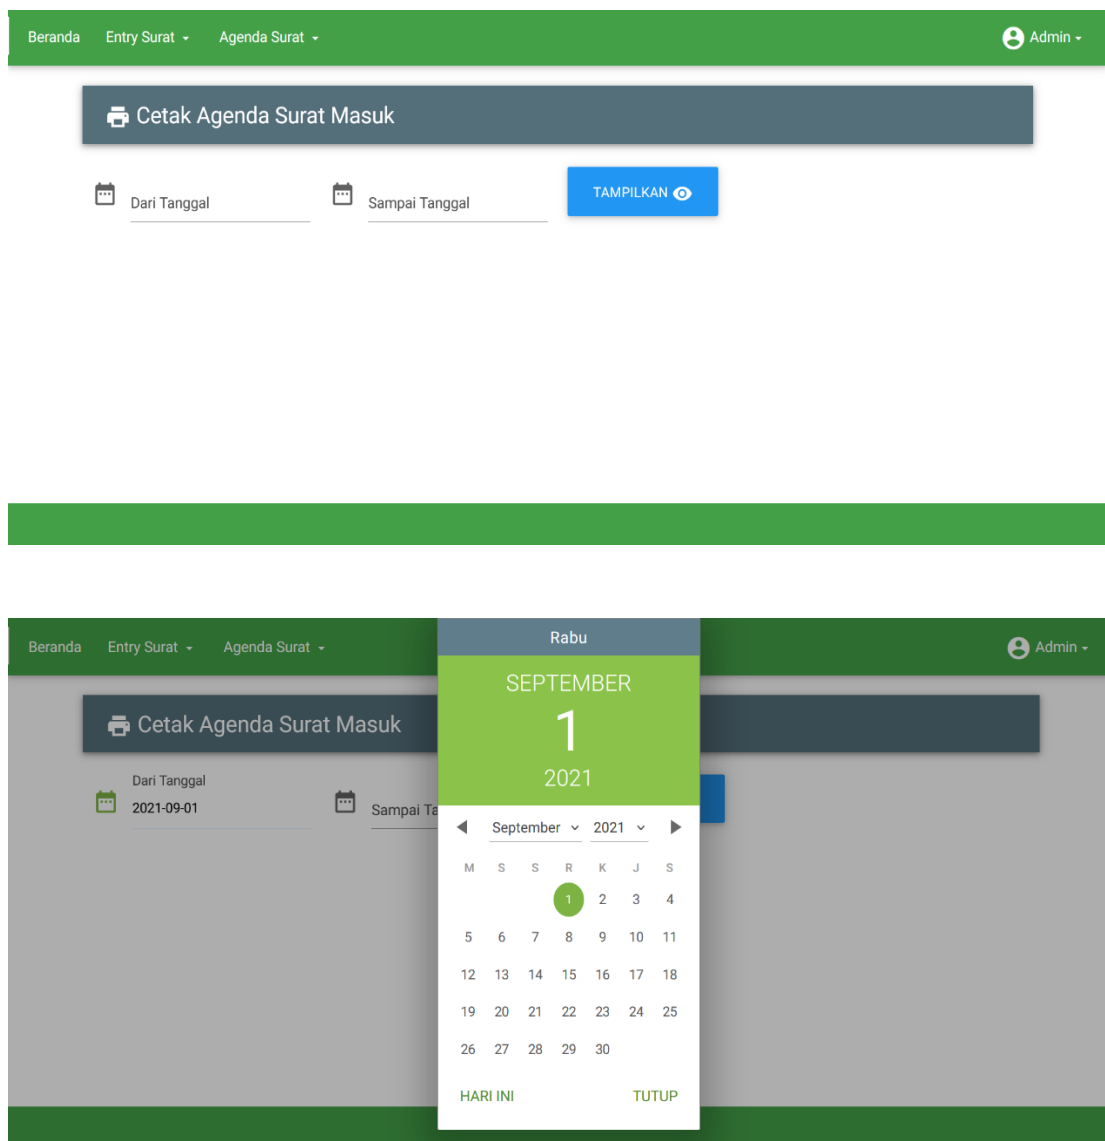 Beranda Entry Surat Agenda Surat Admin
Cetak Agenda Surat Masuk
Dari Tanggal Sampai Tanggal TAMPILKAN
Beranda Entry Surat Agenda Surat Rabu Admin
SEPTEMBER
1
2021
Cetak Agenda Surat Masuk
Dari Tanggal
2021-09-01 Sampai Ta
September 2021
M S S R K J S
1 2 3 4
5 6 7 8 9 10 11
12 13 14 15 16 17 18
19 20 21 22 23 24 25
26 27 28 29 30
HARI INI TUTUP